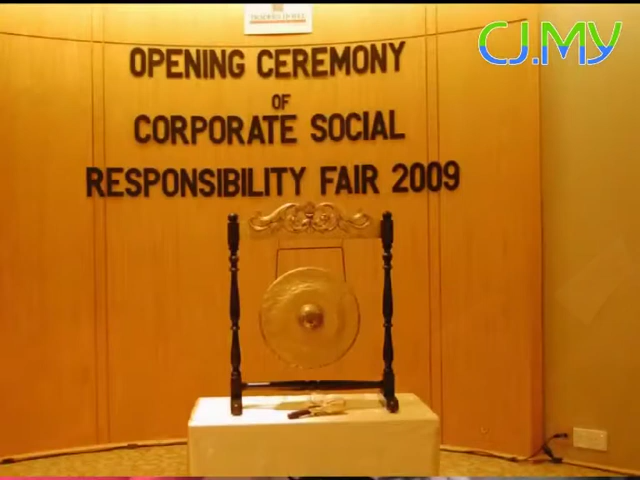 CJ.MY
OPENING CEREMONY
OF
CORPORATE SOCIAL
RESPONSIBILITY FAIR 2009